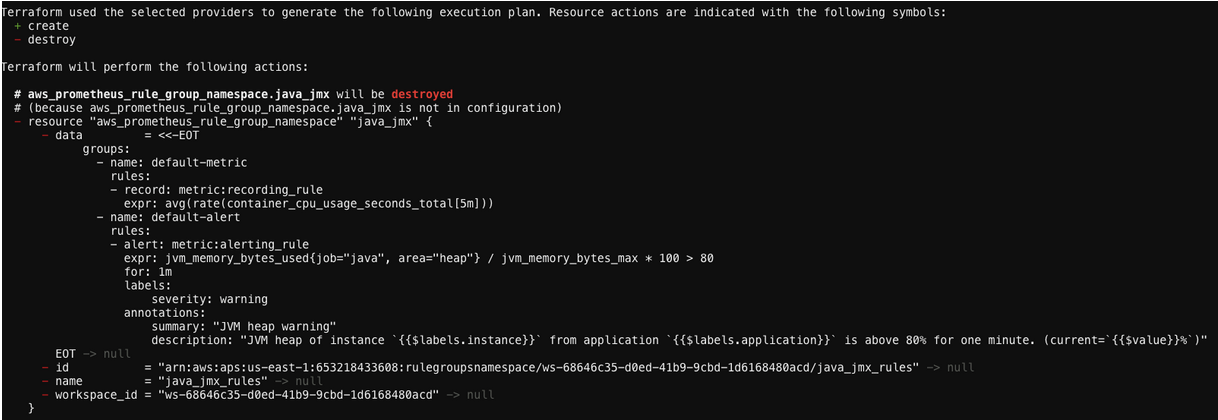 Terraform used the selected providers to generate the following execution plan. Resource actions are indicated with the following symbols:
  + create
  - destroy

Terraform will perform the following actions:

  # aws_prometheus_rule_group_namespace.java_jmx will be destroyed
  # (because aws_prometheus_rule_group_namespace.java_jmx is not in configuration)
  - resource "aws_prometheus_rule_group_namespace" "java_jmx" {
      - data         = <<-EOT
            groups:
              - name: default-metric
                rules:
                - record: metric:recording_rule
                  expr: avg(rate(container_cpu_usage_seconds_total[5m]))
              - name: default-alert
                rules:
                - alert: metric:alerting_rule
                  expr: jvm_memory_bytes_used{job="java", area="heap"} / jvm_memory_bytes_max * 100 > 80
                  for: 1m
                  labels:
                      severity: warning
                  annotations:
                      summary: "JVM heap warning"
                      description: "JVM heap of instance `{{$labels.instance}}` from application `{{$labels.application}}` is above 80% for one minute. (current=`{{$value}}%`)"
        EOT -> null
      - id           = "arn:aws:aps:us-east-1:653218433608:rulegroupsnamespace/ws-68646c35-d0ed-41b9-9cbd-1d6168480acd/java_jmx_rules" -> null
      - name         = "java_jmx_rules" -> null
      - workspace_id = "ws-68646c35-d0ed-41b9-9cbd-1d6168480acd" -> null
    }